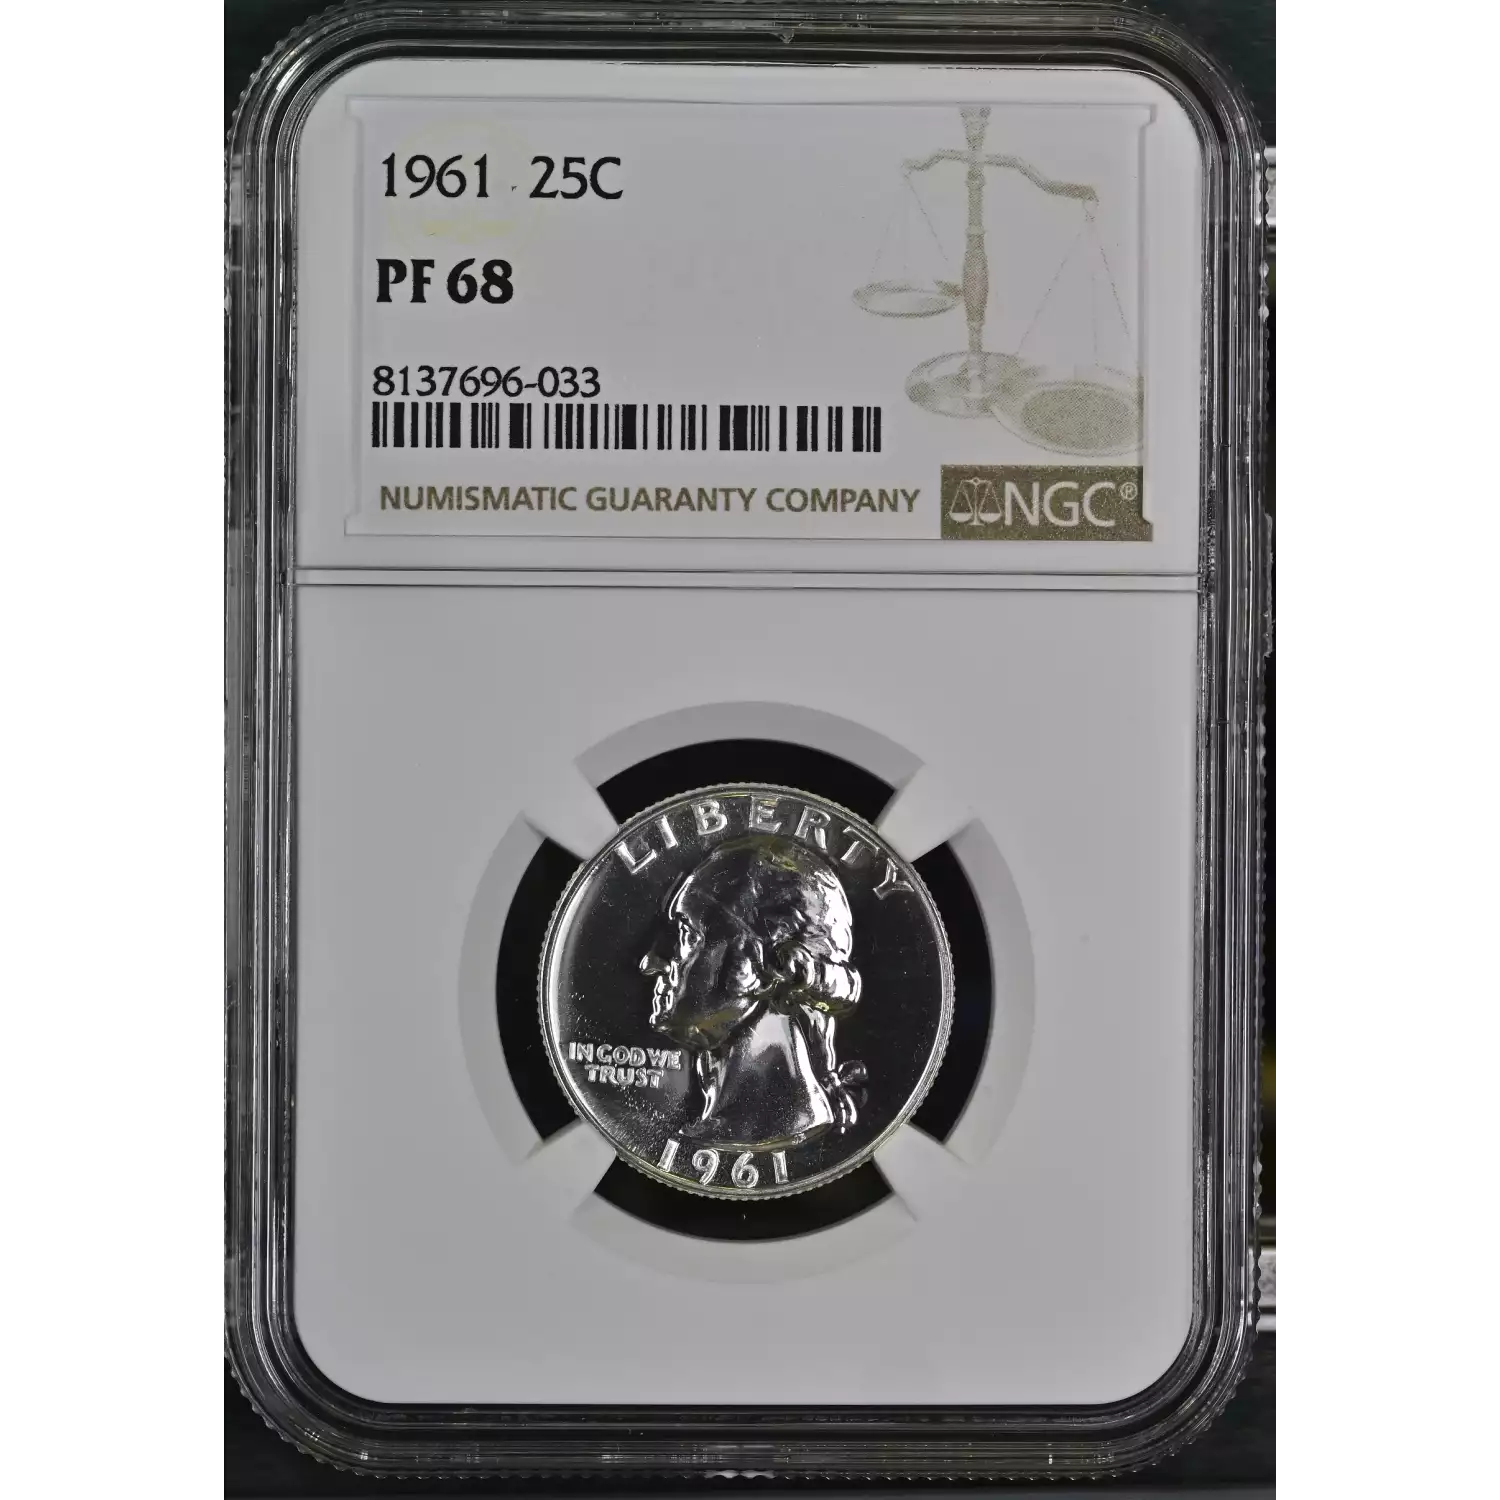 1961 25C
PF 68
8137696-033
NUMISMATIC GUARANTY COMPANY NGC®
LIBERTY
IN GOD WE
TRUST
1961